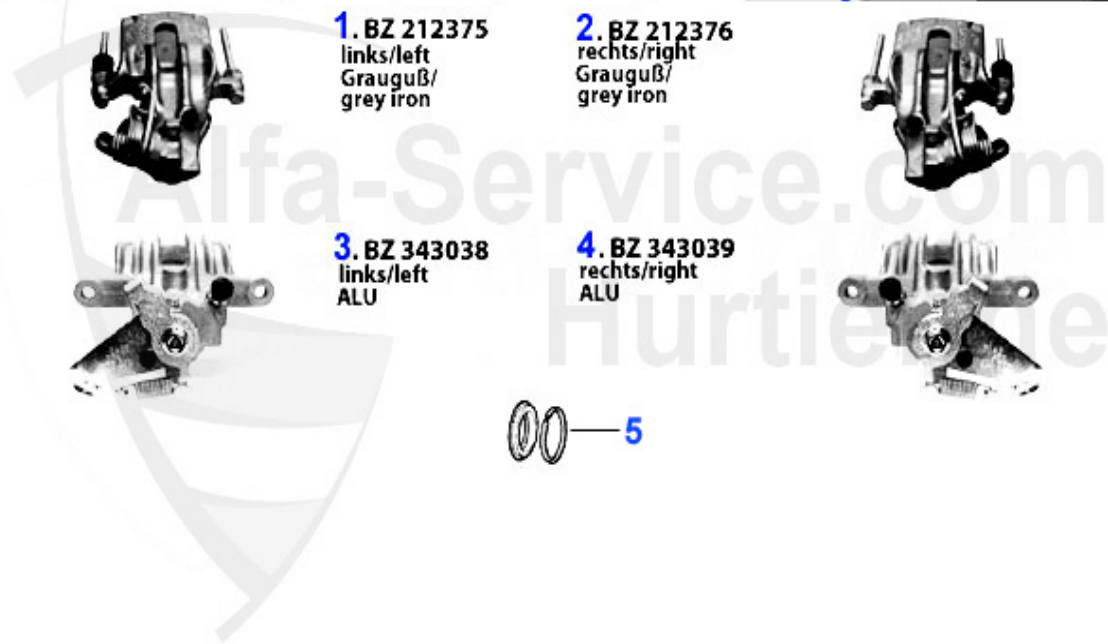 1. BZ 212375
links/left
Grauguß/
grey iron
2. BZ 212376
rechts/right
Grauguß/
grey iron
Alfa-Service.com
3. BZ 343038
links/left
ALU
4. BZ 343039
rechts/right
ALU
Hurtienne
5